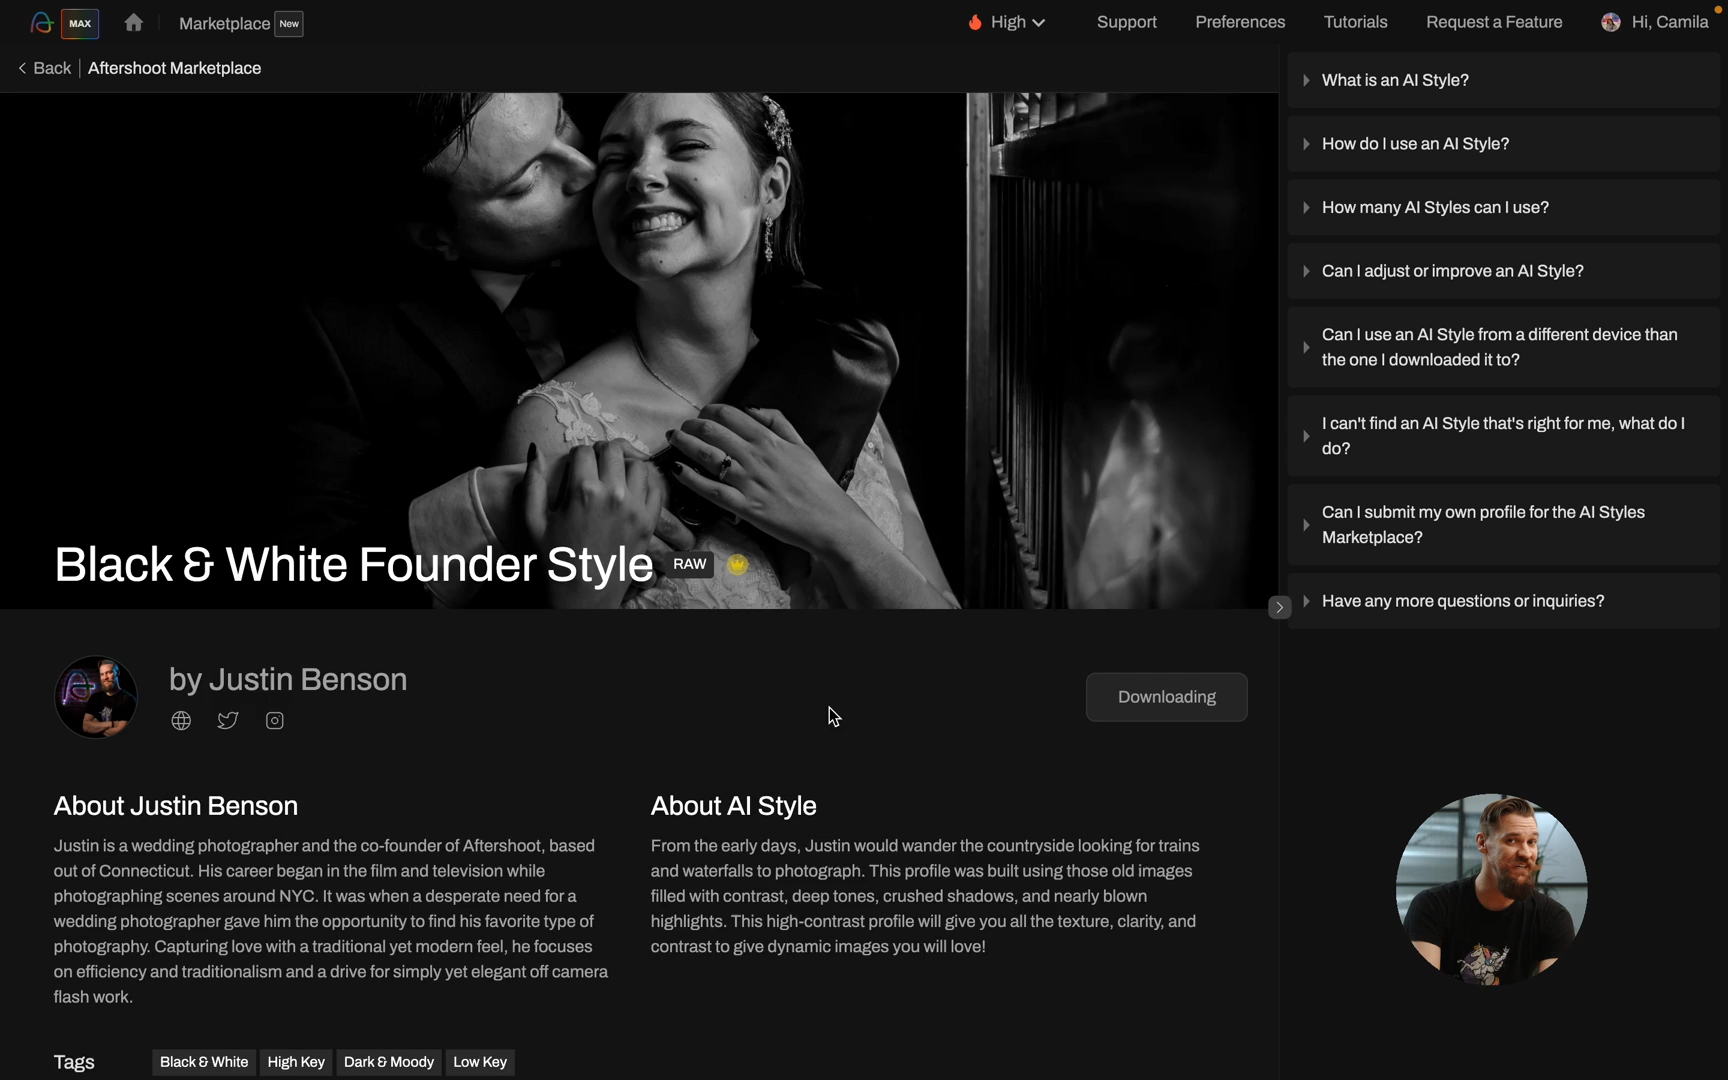 MAX
Marketplace New
High
Support
Preferences
Tutorials
Request a Feature
Hi, Camila
Back | Aftershoot Marketplace
Black & White Founder Style RAW
by Justin Benson
Downloading
About Justin Benson
Justin is a wedding photographer and the co-founder of Aftershoot, based
out of Connecticut. His career began in the film and television while
photographing scenes around NYC. It was when a desperate need for a
wedding photographer gave him the opportunity to find his favorite type of
photography. Capturing love with a traditional yet modern feel, he focuses
on efficiency and traditionalism and a drive for simply yet elegant off camera
flash work.
About AI Style
From the early days, Justin would wander the countryside looking for trains
and waterfalls to photograph. This profile was built using those old images
filled with contrast, deep tones, crushed shadows, and nearly blown
highlights. This high-contrast profile will give you all the texture, clarity, and
contrast to give dynamic images you will love!
Tags
Black & White
High Key
Dark & Moody
Low Key
What is an AI Style?
How do I use an AI Style?
How many AI Styles can I use?
Can I adjust or improve an AI Style?
Can I use an AI Style from a different device than
the one I downloaded it to?
I can't find an AI Style that's right for me, what do I
do?
Can I submit my own profile for the AI Styles
Marketplace?
Have any more questions or inquiries?